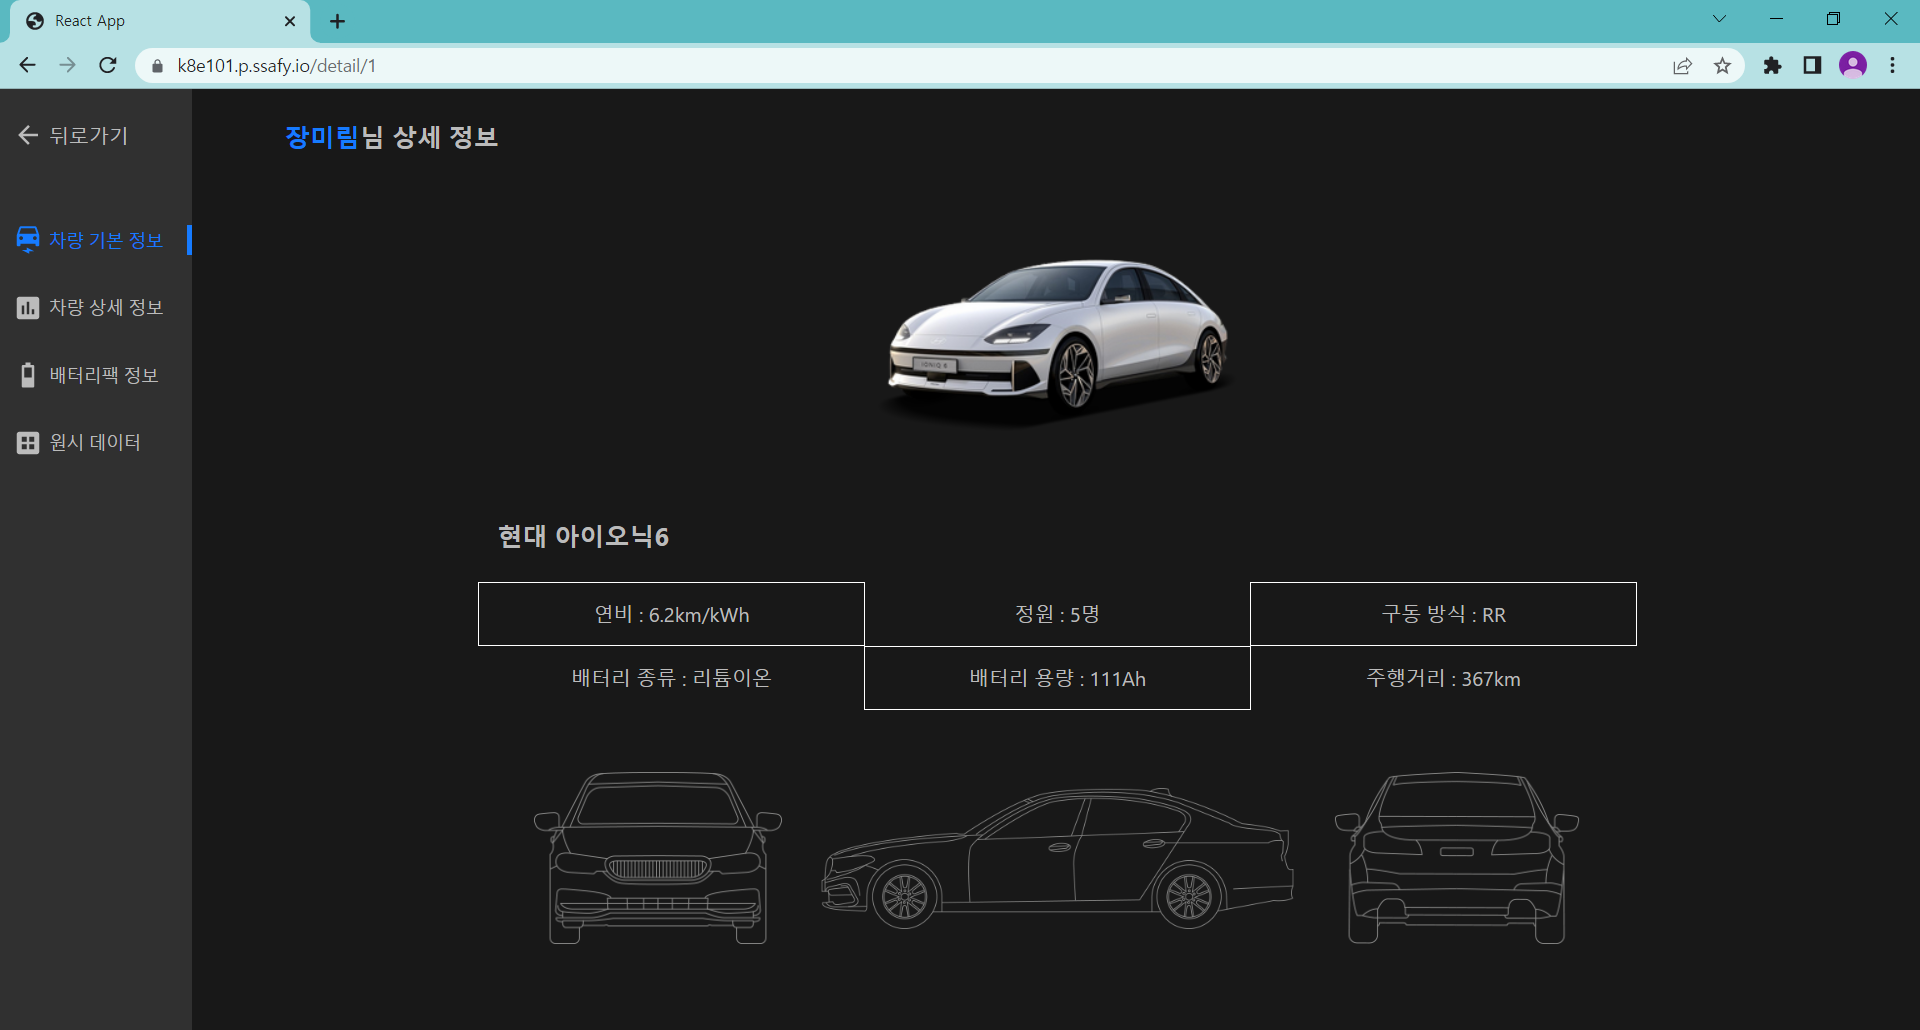 React App
k8e101.p.ssafy.io/detail/1
뒤로가기
장미림님 상세 정보
차량 기본 정보
차량 상세 정보
배터리팩 정보
원시 데이터
IONIQ 6
현대 아이오닉6
연비 : 6.2km/kWh
정원 : 5명
구동 방식 : RR
배터리 종류 : 리튬이온
배터리 용량 : 111Ah
주행거리 : 367km